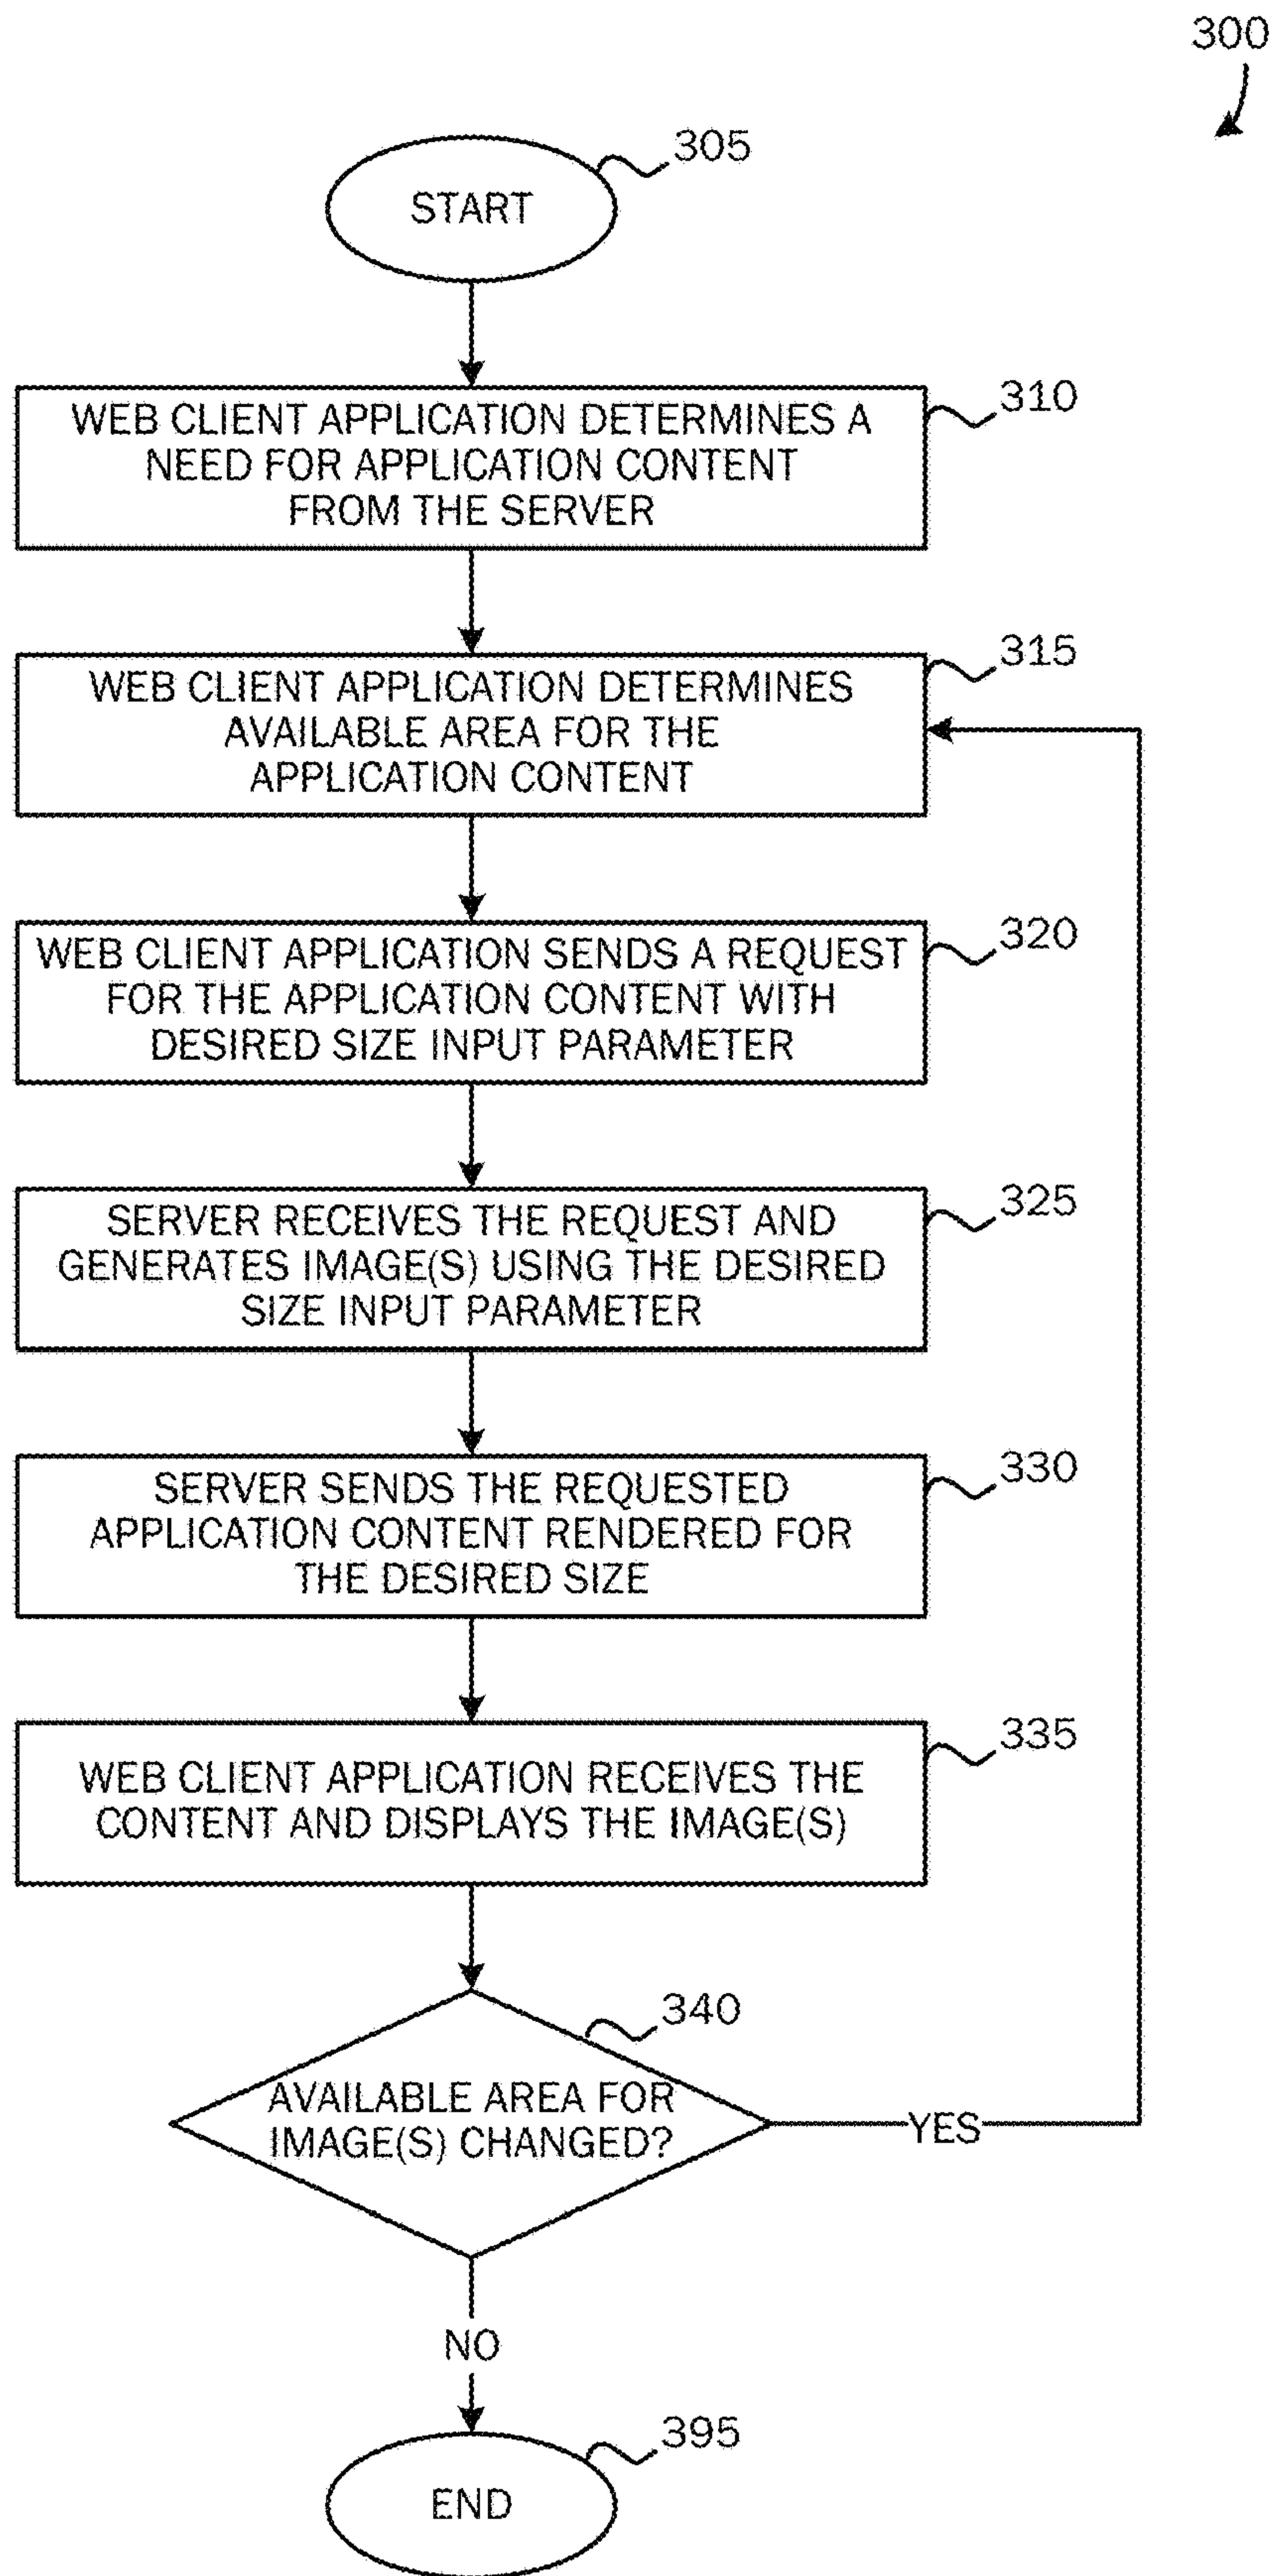 300
305
START
310
WEB CLIENT APPLICATION DETERMINES A
NEED FOR APPLICATION CONTENT
FROM THE SERVER
315
WEB CLIENT APPLICATION DETERMINES
AVAILABLE AREA FOR THE
APPLICATION CONTENT
320
WEB CLIENT APPLICATION SENDS A REQUEST
FOR THE APPLICATION CONTENT WITH
DESIRED SIZE INPUT PARAMETER
325
SERVER RECEIVES THE REQUEST AND
GENERATES IMAGE(S) USING THE DESIRED
SIZE INPUT PARAMETER
330
SERVER SENDS THE REQUESTED
APPLICATION CONTENT RENDERED FOR
THE DESIRED SIZE
335
WEB CLIENT APPLICATION RECEIVES THE
CONTENT AND DISPLAYS THE IMAGE(S)
340
AVAILABLE AREA FOR
IMAGE(S) CHANGED?
YES
NO
395
END